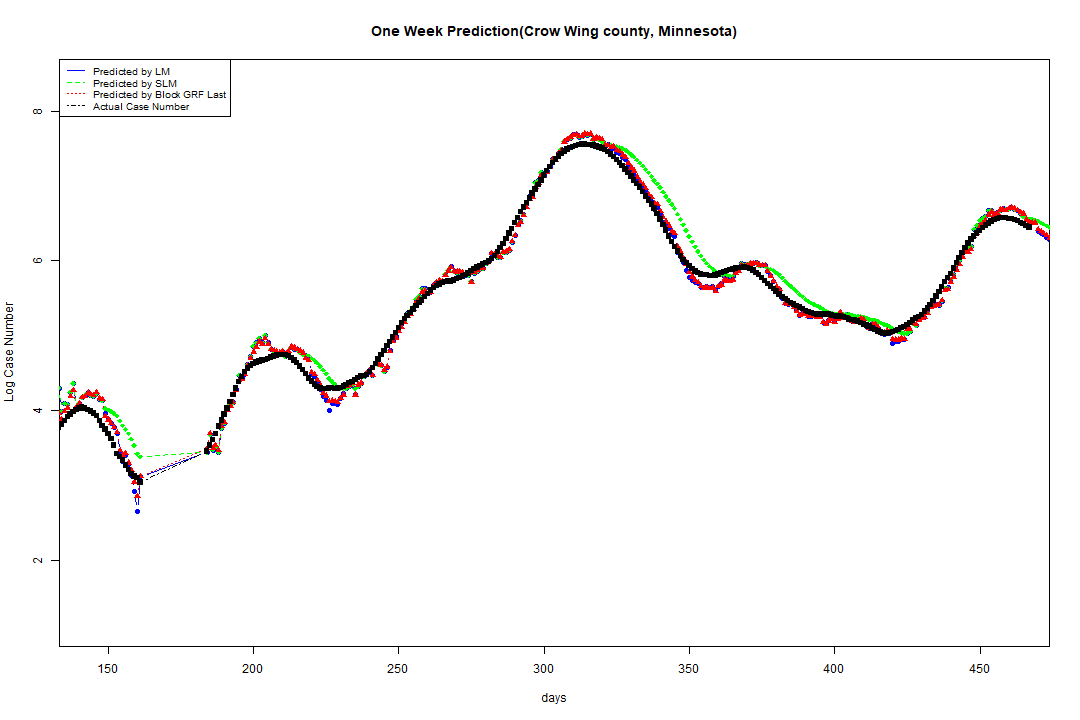 One Week Prediction(Crow Wing county, Minnesota)
Predicted by LM
Predicted by SLM
Predicted by Block GRF Last
Actual Case Number
8
6
4
2
Log Case Number
150 200 250 300 350 400 450
days